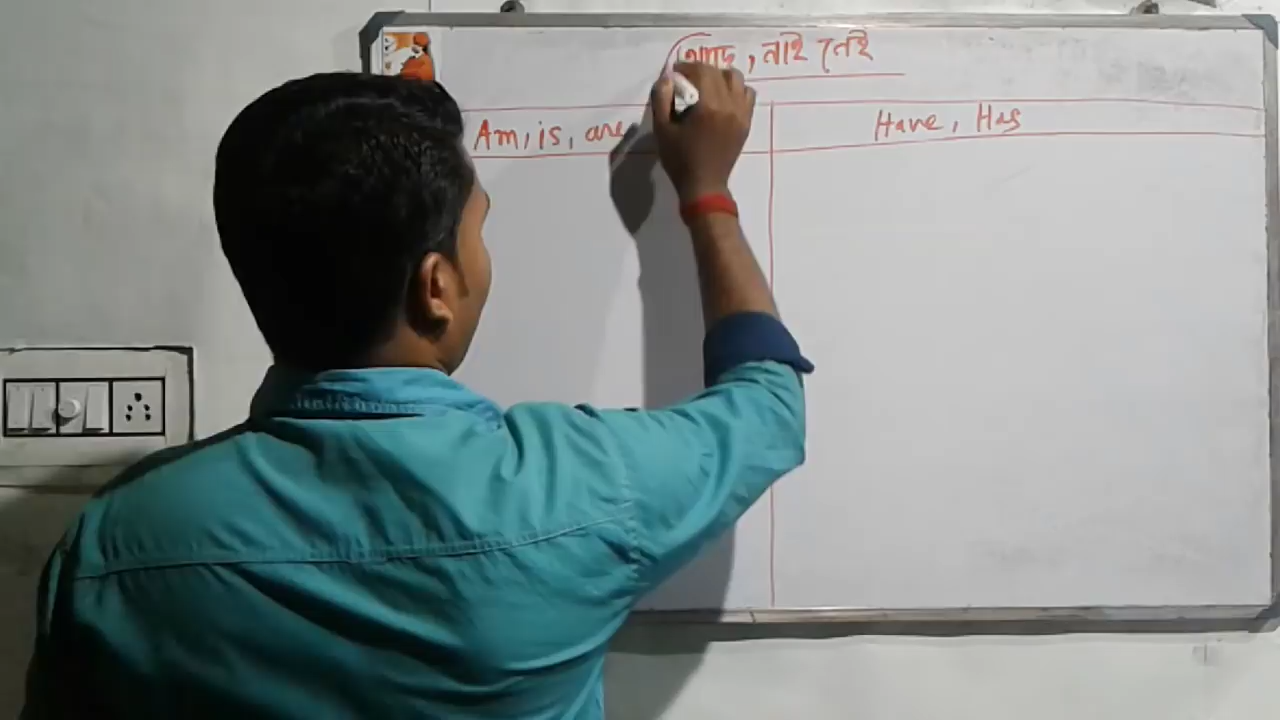 আছে, নাই নেই
Am, is, are
Have, Has